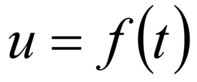 u = f(t)